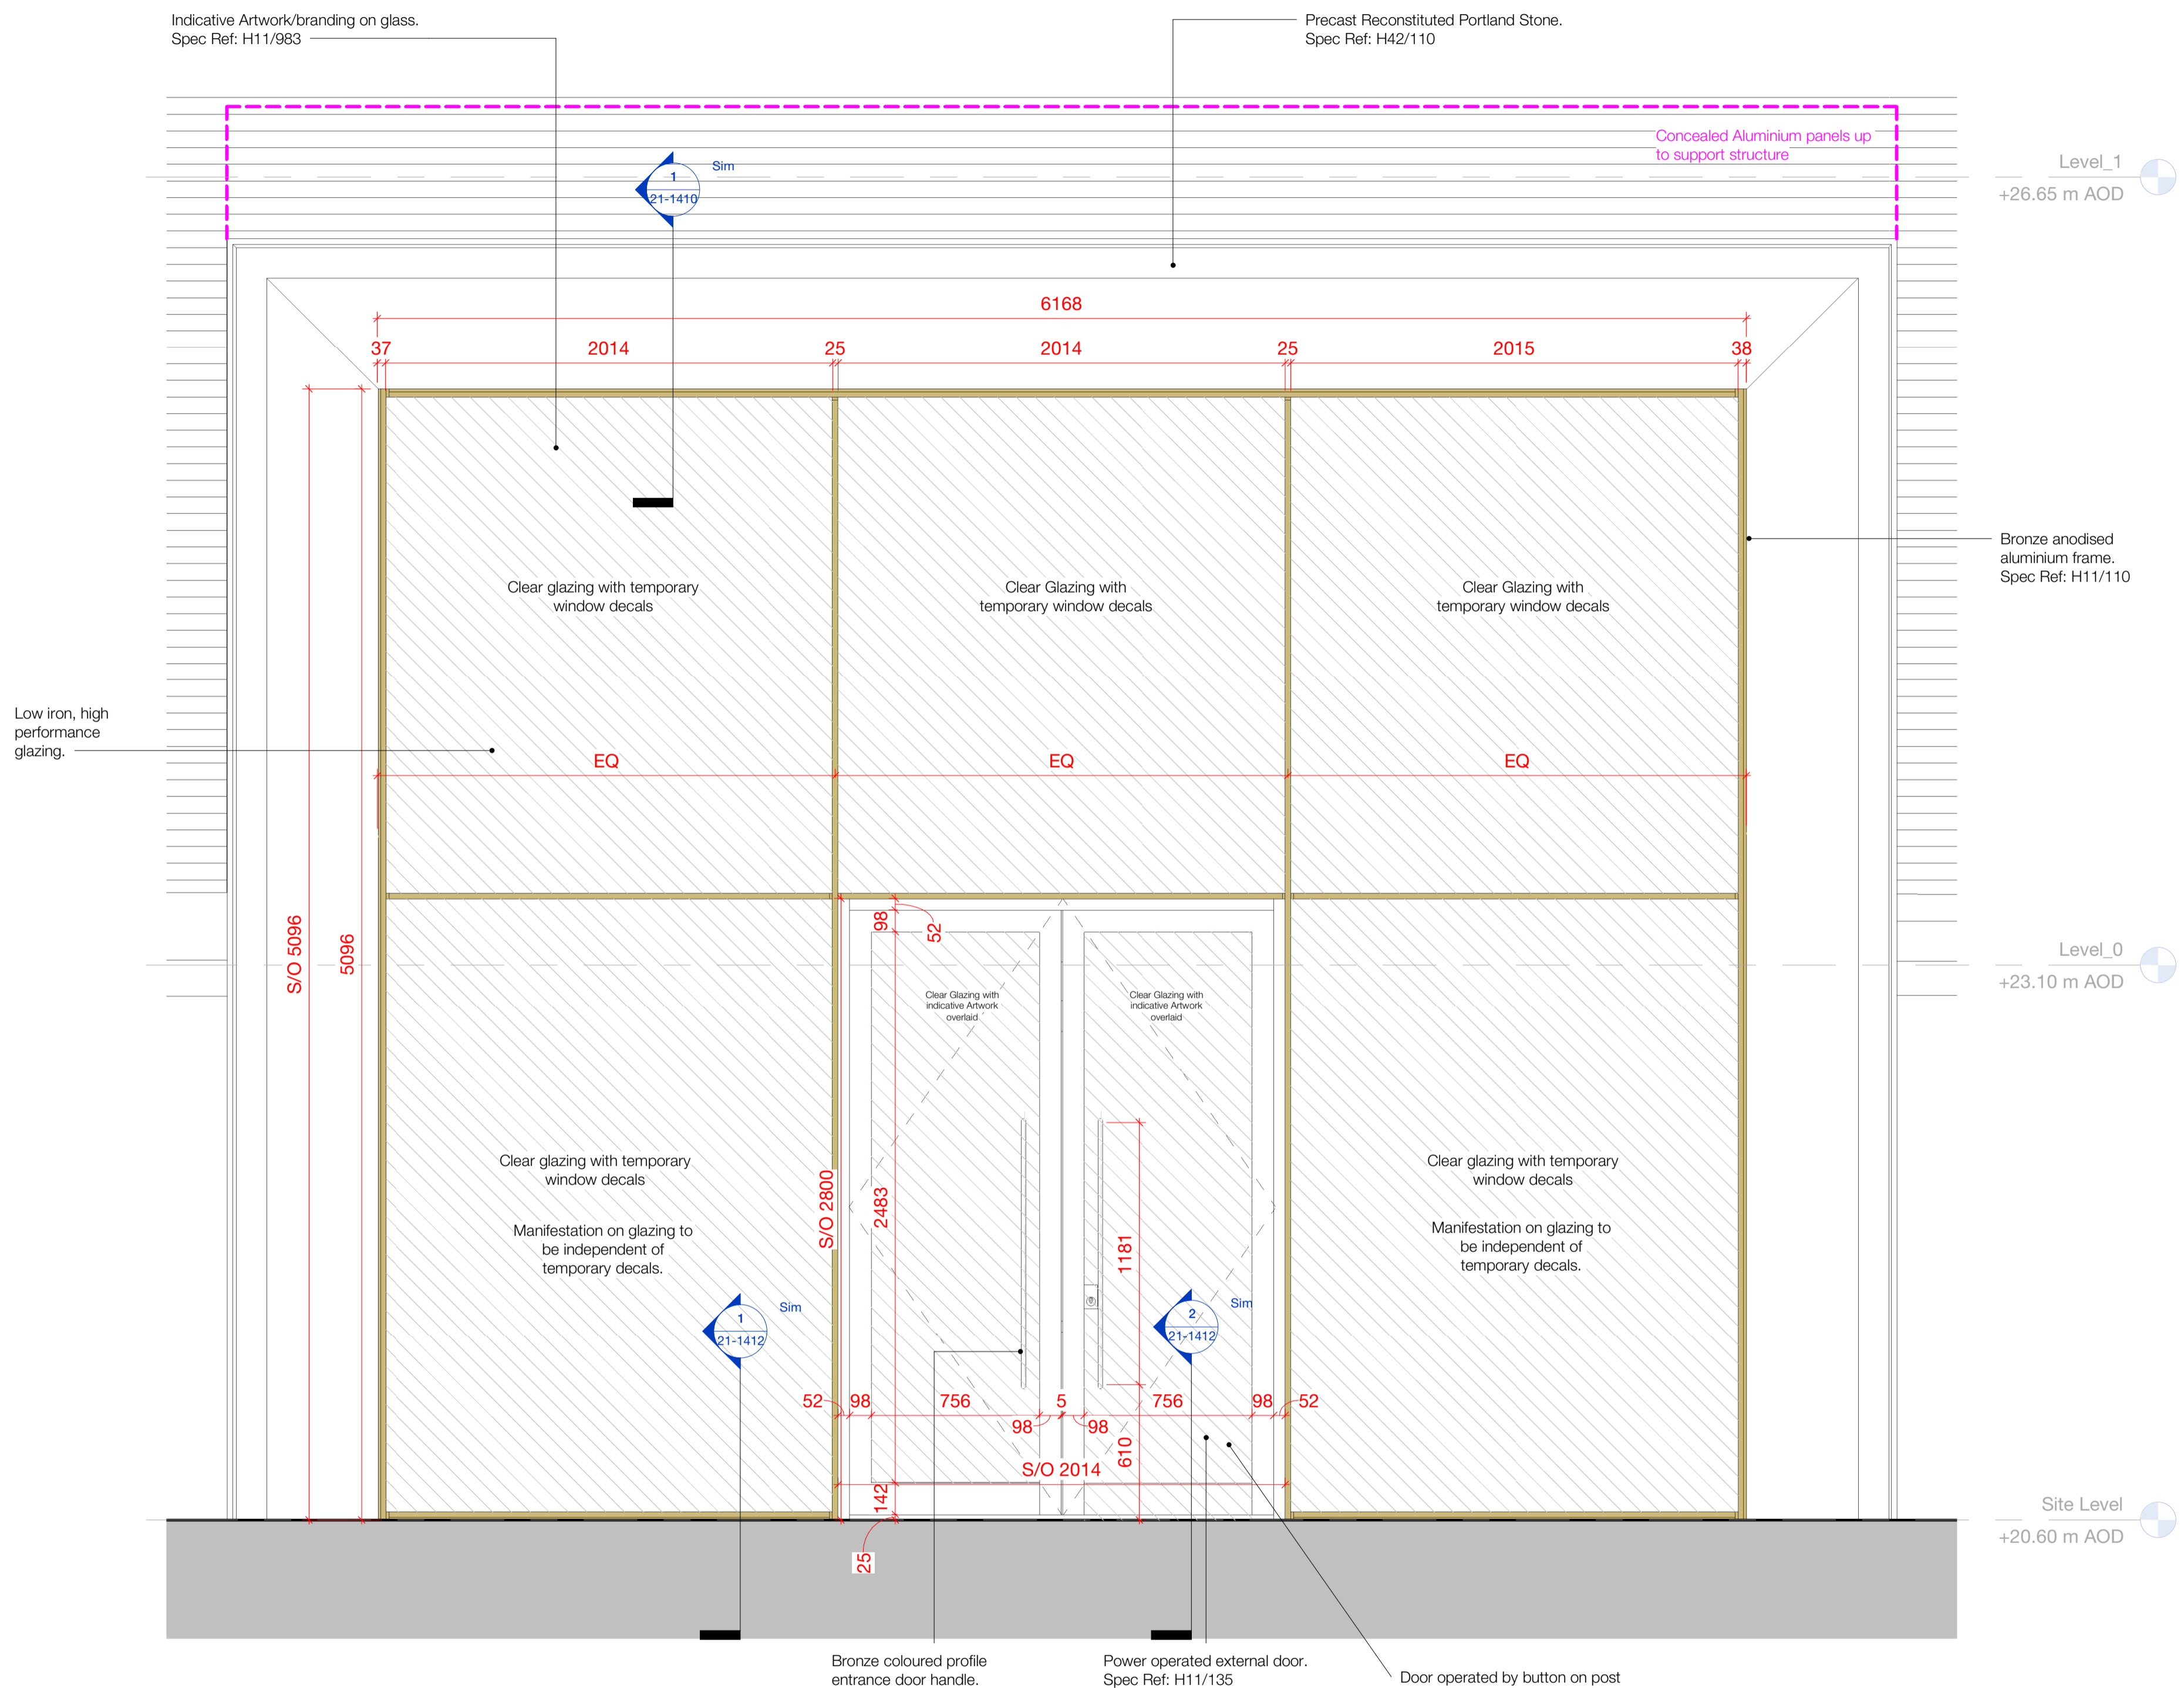 Indicative Artwork/branding on glass.
Spec Ref: H11/983
Precast Reconstituted Portland Stone.
Spec Ref: H42/110
Concealed Aluminium panels up
to support structure
Level_1
+26.65 m AOD
1
21-1410
Sim
6168
37
2014
25
2014
25
2015
38
Bronze anodised
aluminium frame.
Spec Ref: H11/110
Clear glazing with temporary
window decals
Clear Glazing with
temporary window decals
Clear Glazing with
temporary window decals
Low iron, high
performance
glazing.
EQ
EQ
EQ
S/O 5096
5096
98
52
Level_0
+23.10 m AOD
Clear Glazing with
indicative Artwork
overlaid
Clear Glazing with
indicative Artwork
overlaid
Clear glazing with temporary
window decals
Manifestation on glazing to
be independent of
temporary decals.
S/O 2800
2483
1181
Clear glazing with temporary
window decals
Manifestation on glazing to
be independent of
temporary decals.
1
21-1412
Sim
2
21-1412
Sim
52
98
756
5
756
98
52
98
98
610
S/O 2014
142
25
Site Level
+20.60 m AOD
Bronze coloured profile
entrance door handle.
Power operated external door.
Spec Ref: H11/135
Door operated by button on post